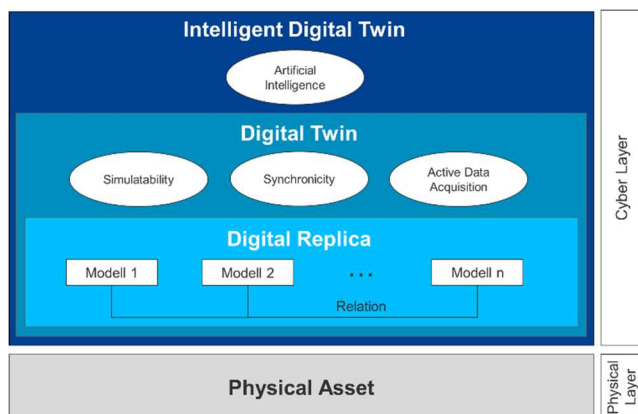 Intelligent Digital Twin
Artificial
Intelligence
Digital Twin
Simulatability
Synchronicity
Active Data
Acquisition
Digital Replica
Modell 1
Modell 2
...
Modell n
Relation
Cyber Layer
Physical Asset
Physical
Layer